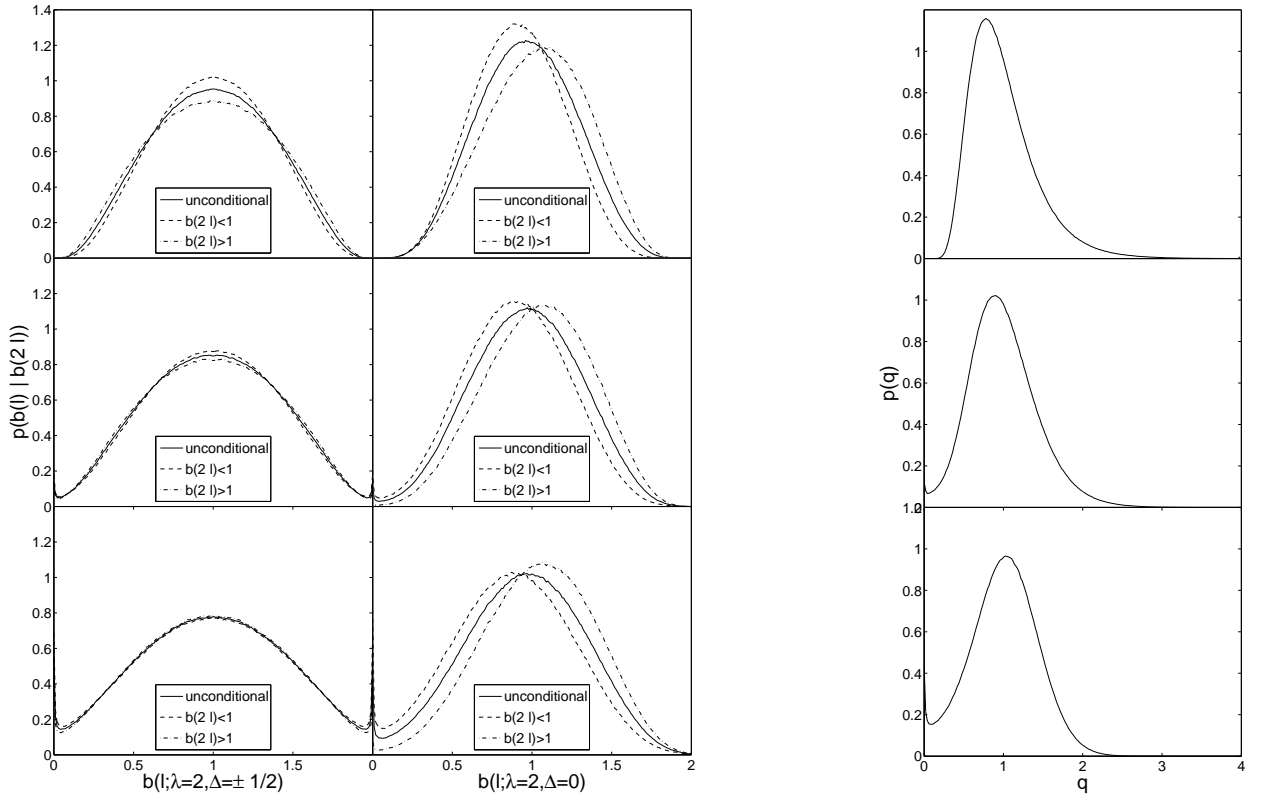 1.4
1.2
1
0.8
0.6
0.4
0.2
0
unconditional
b(2 l)<1
b(2 l)>1
unconditional
b(2 l)<1
b(2 l)>1
1
0.8
0.6
0.4
0.2
0
p(b(l) | b(2 l))
1.2
1
0.8
0.6
0.4
0.2
0
unconditional
b(2 l)<1
b(2 l)>1
unconditional
b(2 l)<1
b(2 l)>1
p(q)
1
0.8
0.6
0.4
0.2
1.2
1
0.8
0.6
0.4
0.2
0
unconditional
b(2 l)<1
b(2 l)>1
unconditional
b(2 l)<1
b(2 l)>1
1
0.8
0.6
0.4
0.2
0
0 0.5 1 1.5 0 0.5 1 1.5 2
b(l;λ=2,Δ=± 1/2)
b(l;λ=2,Δ=0)
0 1 2 3 4
q